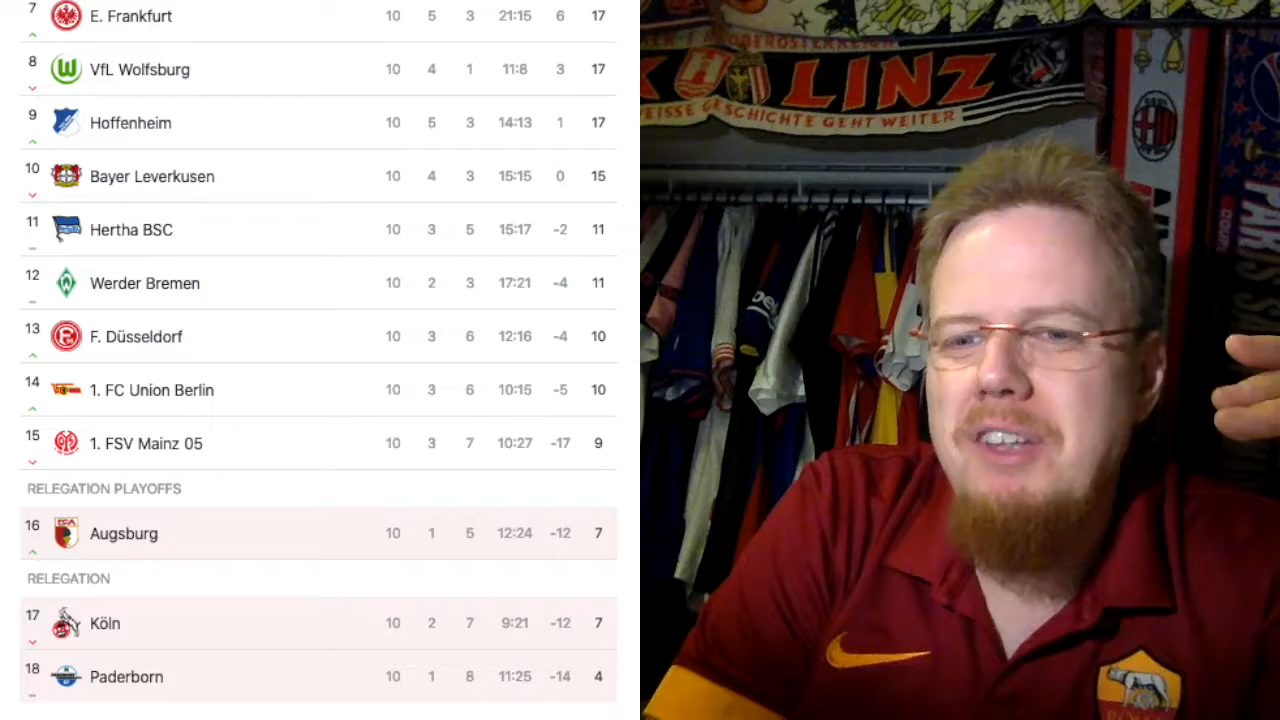 7 E. Frankfurt 10 5 3 21:15 6 17
8 VfL Wolfsburg 10 4 1 11:8 3 17
9 Hoffenheim 10 5 3 14:13 1 17
10 Bayer Leverkusen 10 4 3 15:15 0 15
11 Hertha BSC 10 3 5 15:17 -2 11
12 Werder Bremen 10 2 3 17:21 -4 11
13 F. Düsseldorf 10 3 6 12:16 -4 10
14 1. FC Union Berlin 10 3 6 10:15 -5 10
15 1. FSV Mainz 05 10 3 7 10:27 -17 9
RELEGATION PLAYOFFS
16 Augsburg 10 1 5 12:24 -12 7
RELEGATION
17 Köln 10 2 7 9:21 -12 7
18 Paderborn 10 1 8 11:25 -14 4
OBERÖSTERREICH
K LINZ
WEISSE GESCHICHTE GEHT WEITER
PARIS